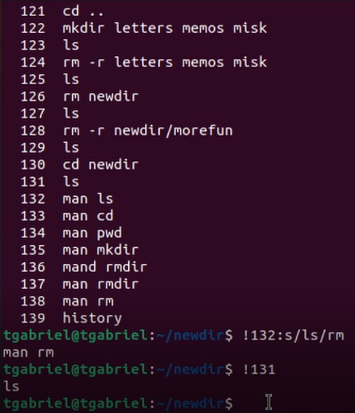 121 cd ..
122 mkdir letters memos misk
123 ls
124 rm -r letters memos misk
125 ls
126 rm newdir
127 ls
128 rm -r newdir/morefun
129 ls
130 cd newdir
131 ls
132 man ls
133 man cd
134 man pwd
135 man mkdir
136 mand rmdir
137 man rmdir
138 man rm
139 history
tgabriel@tgabriel:~/newdir$ !132:s/ls/rm
man rm
tgabriel@tgabriel:~/newdir$ !131
ls
tgabriel@tgabriel:~/newdir$